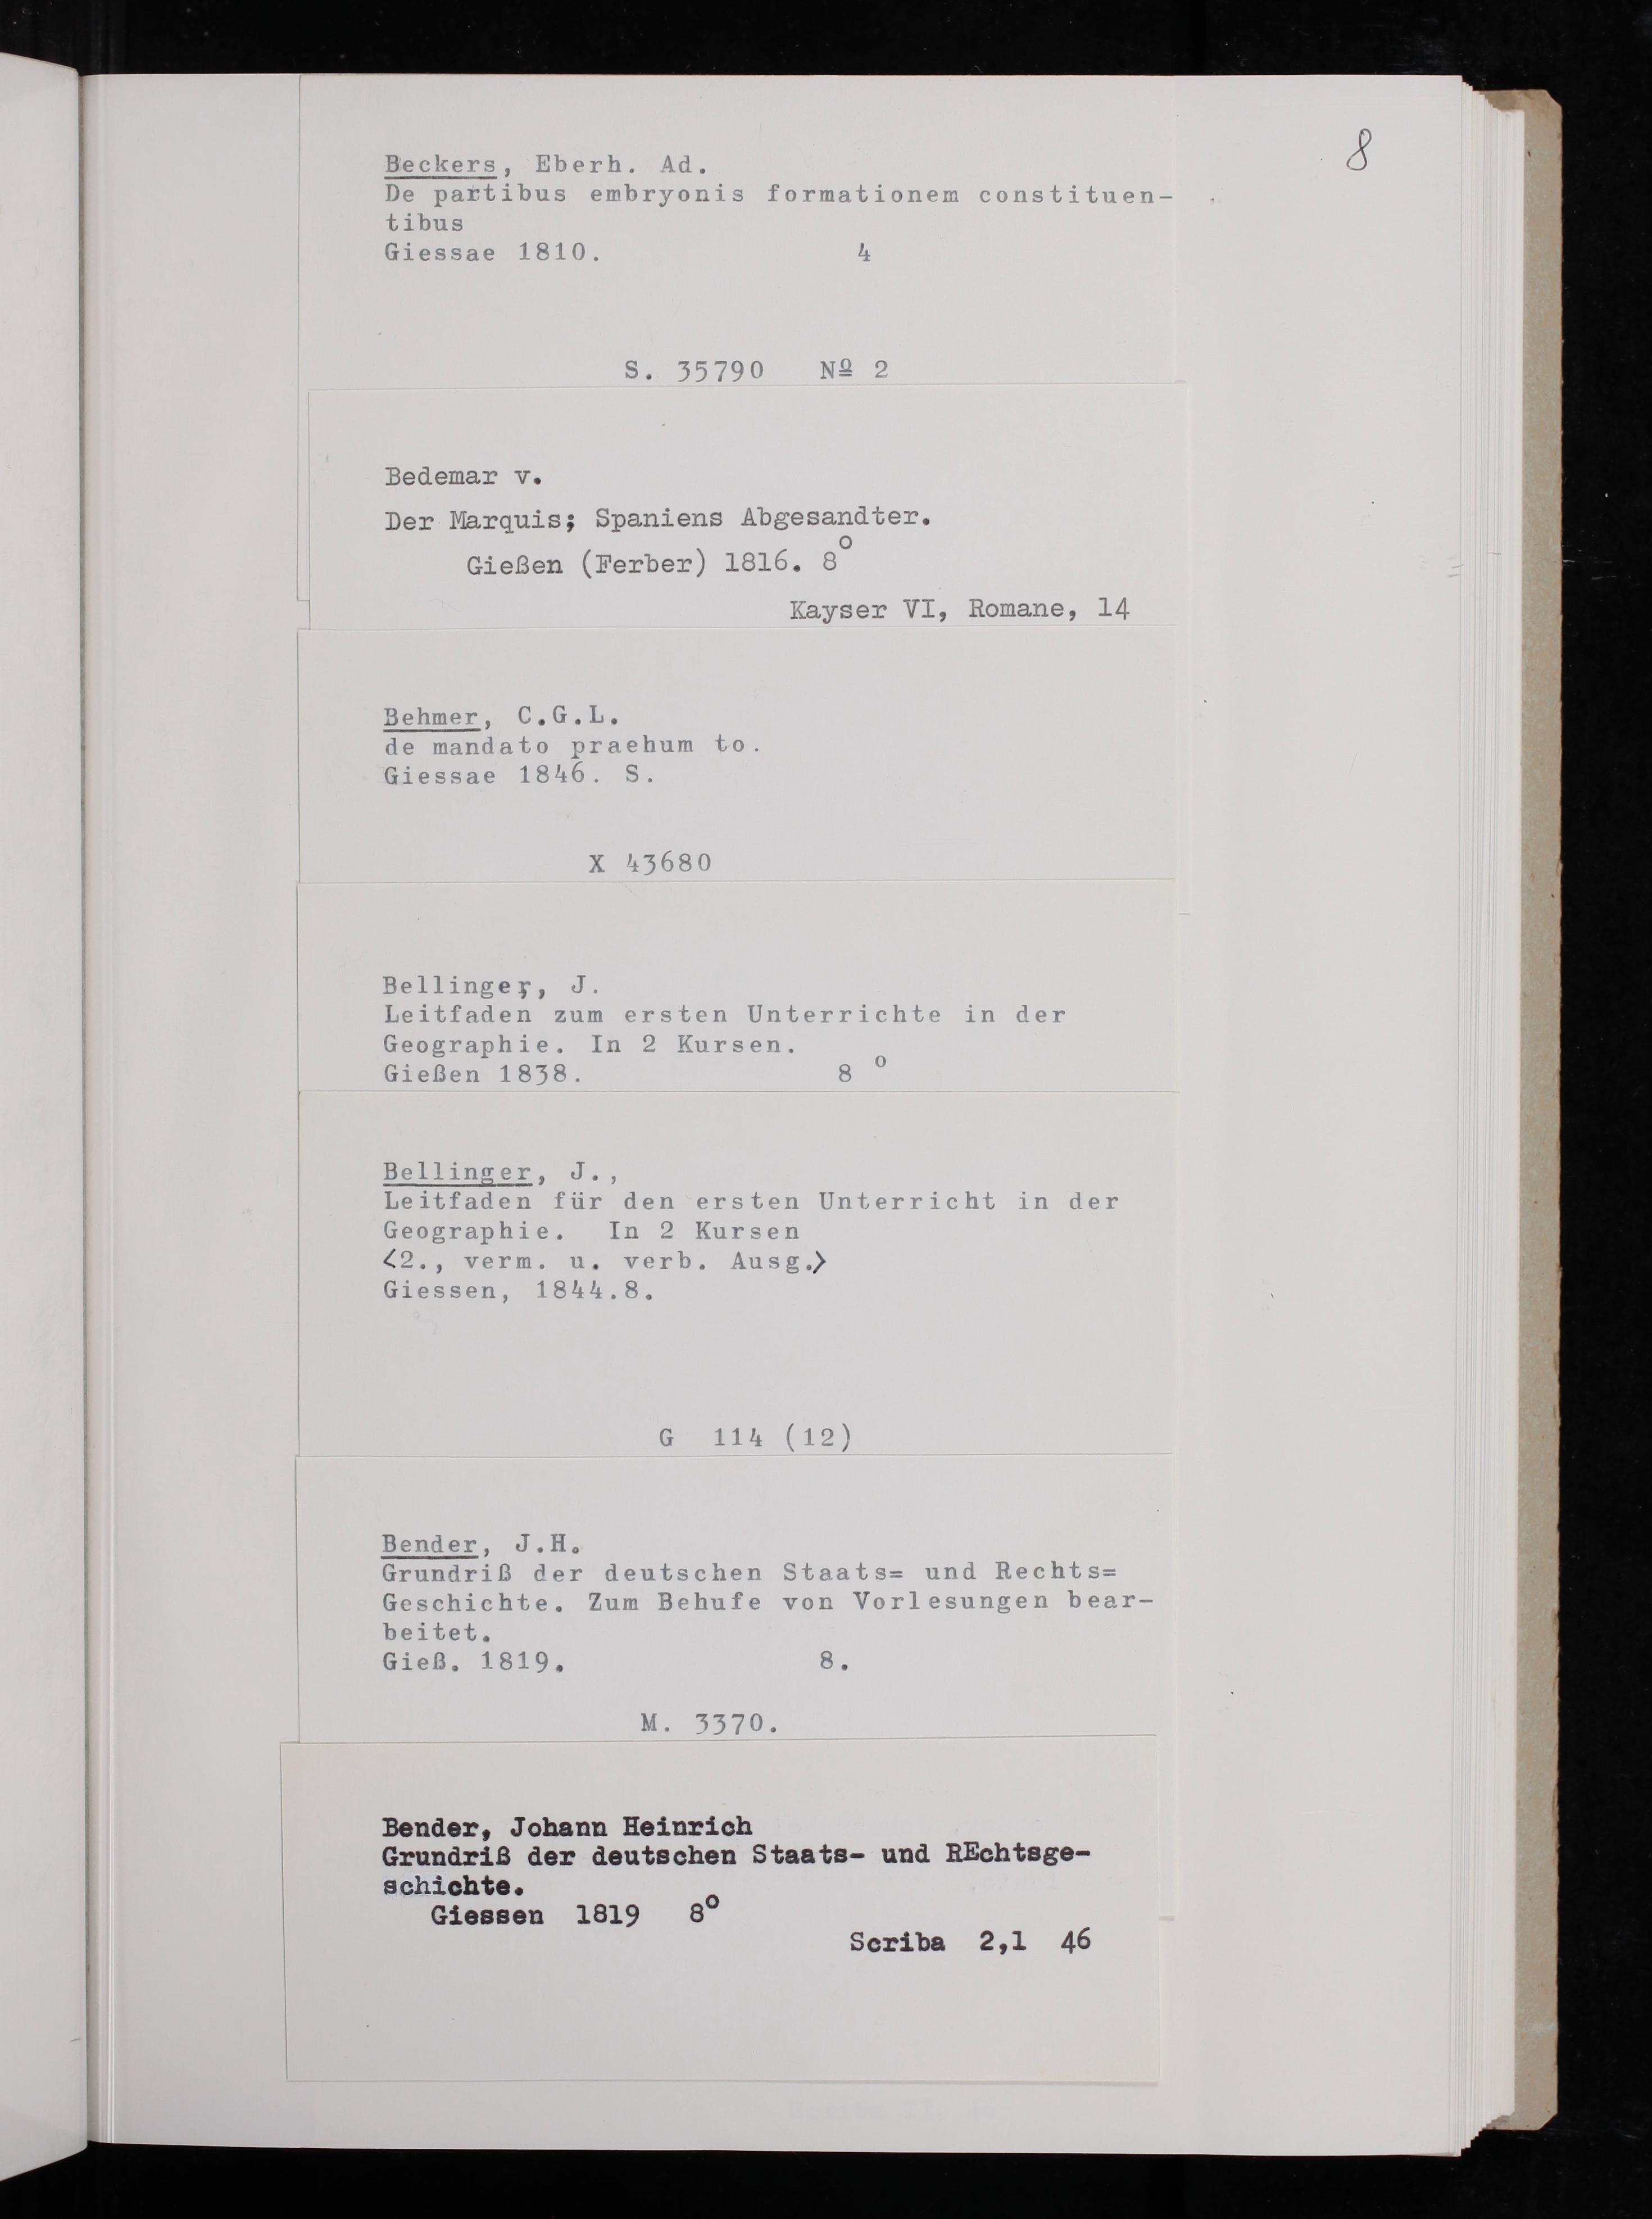 8
Beckers, Eberh. Ad.
De partibus embryonis formationem constituen-
tibus
Giessae 1810. 4
S. 35790 Nº 2
Bedemar v.
Der Marquis; Spaniens Abgesandter.
Gießen (Ferber) 1816. 8°
Kayser VI, Romane, 14
Behmer, C.G.L.
de mandato praehum to.
Giessae 1846. S.
X 43680
Bellinger, J.
Leitfaden zum ersten Unterrichte in der
Geographie. In 2 Kursen.
Gießen 1838. 8 °
Bellinger, J.,
Leitfaden für den ersten Unterricht in der
Geographie. In 2 Kursen
<2., verm. u. verb. Ausg.>
Giessen, 1844.8.
G 114 (12)
Bender, J.H.
Grundriß der deutschen Staats= und Rechts=
Geschichte. Zum Behufe von Vorlesungen bear-
beitet.
Gieß. 1819. 8.
M. 3370.
Bender, Johann Heinrich
Grundriß der deutschen Staats- und REchtsge-
schichte.
Giessen 1819 8°
Scriba 2,1 46